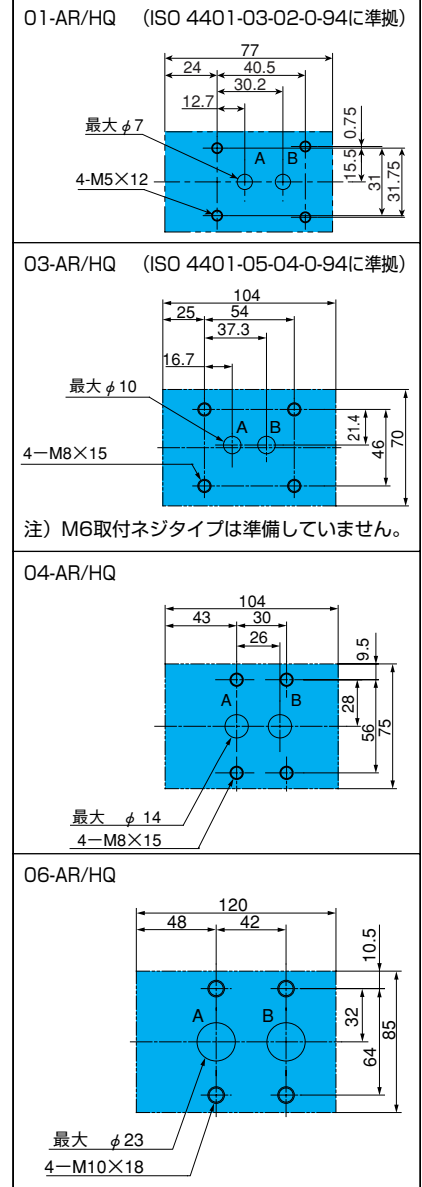 01-AR/HQ （ISO 4401-03-02-0-94に準拠）
77
24 40.5
30.2
12.7
最大 φ7
A B
4-M5×12
0.75
15.5
31
31.75
03-AR/HQ （ISO 4401-05-04-0-94に準拠）
104
25 54
37.3
16.7
最大 φ10
A B
4−M8×15
21.4
46
70
注）M6取付ネジタイプは準備していません。
04-AR/HQ
104
43 30
26
9.5
A B
28
56
75
最大 φ 14
4−M8×15
06-AR/HQ
120
48 42
10.5
A B
32
64
85
最大 φ23
4−M10×18